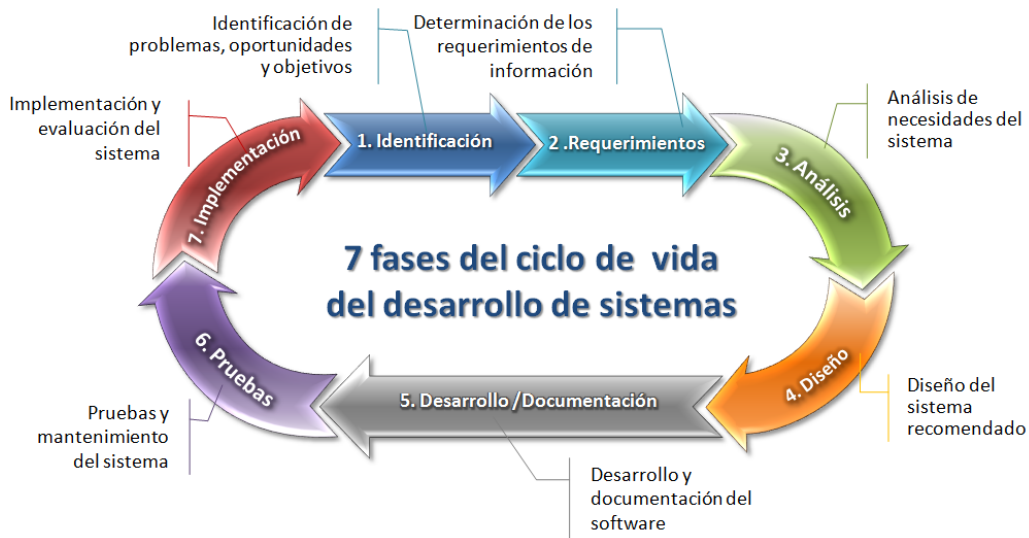 Identificación de
problemas, oportunidades
y objetivos
Determinación de los
requerimientos de
información
Implementación y
evaluación del
sistema
Análisis de
necesidades del
sistema
1. Identificación
2 .Requerimientos
3. Análisis
7. Implementación
7 fases del ciclo de vida
del desarrollo de sistemas
6. Pruebas
5. Desarrollo /Documentación
4. Diseño
Pruebas y
mantenimiento
del sistema
Diseño del
sistema
recomendado
Desarrollo y
documentación del
software